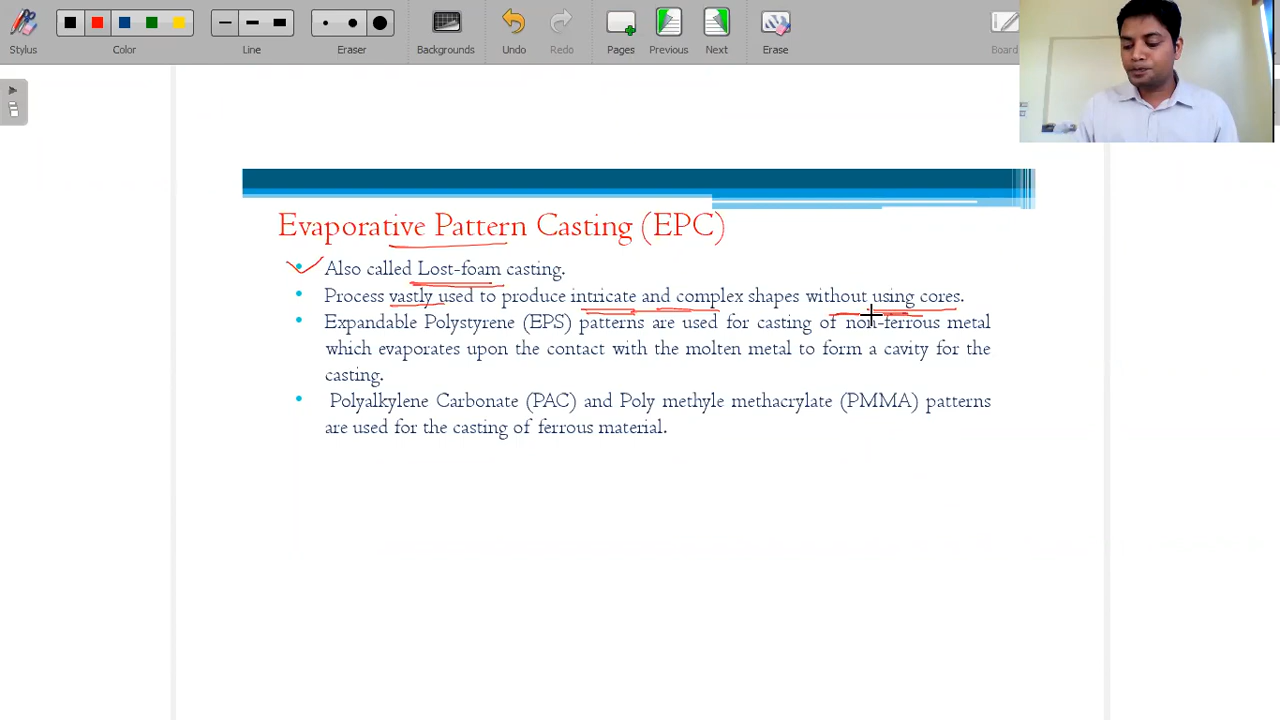 Stylus Color Line Eraser Backgrounds Undo Redo Pages Previous Next Erase Board
Evaporative Pattern Casting (EPC)
• Also called Lost-foam casting.
• Process vastly used to produce intricate and complex shapes without using cores.
• Expandable Polystyrene (EPS) patterns are used for casting of non-ferrous metal
which evaporates upon the contact with the molten metal to form a cavity for the
casting.
• Polyalkylene Carbonate (PAC) and Poly methyle methacrylate (PMMA) patterns
are used for the casting of ferrous material.